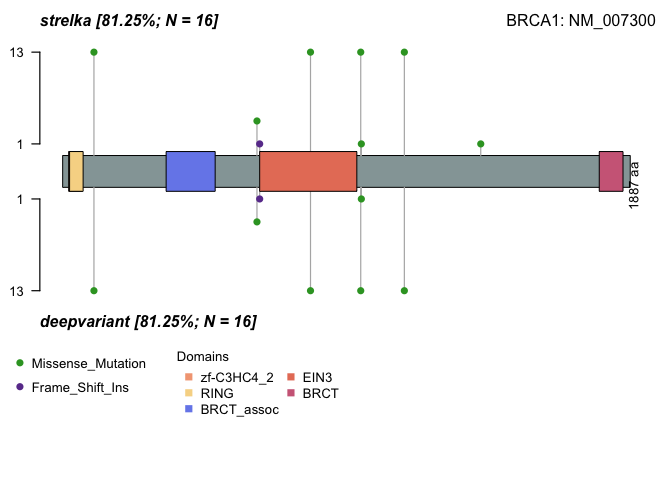 strelka [81.25%; N = 16]
BRCA1: NM_007300
13
1
1
13
1887 aa
deepvariant [81.25%; N = 16]
Missense_Mutation
Frame_Shift_Ins
Domains
zf-C3HC4_2
RING
BRCT_assoc
EIN3
BRCT